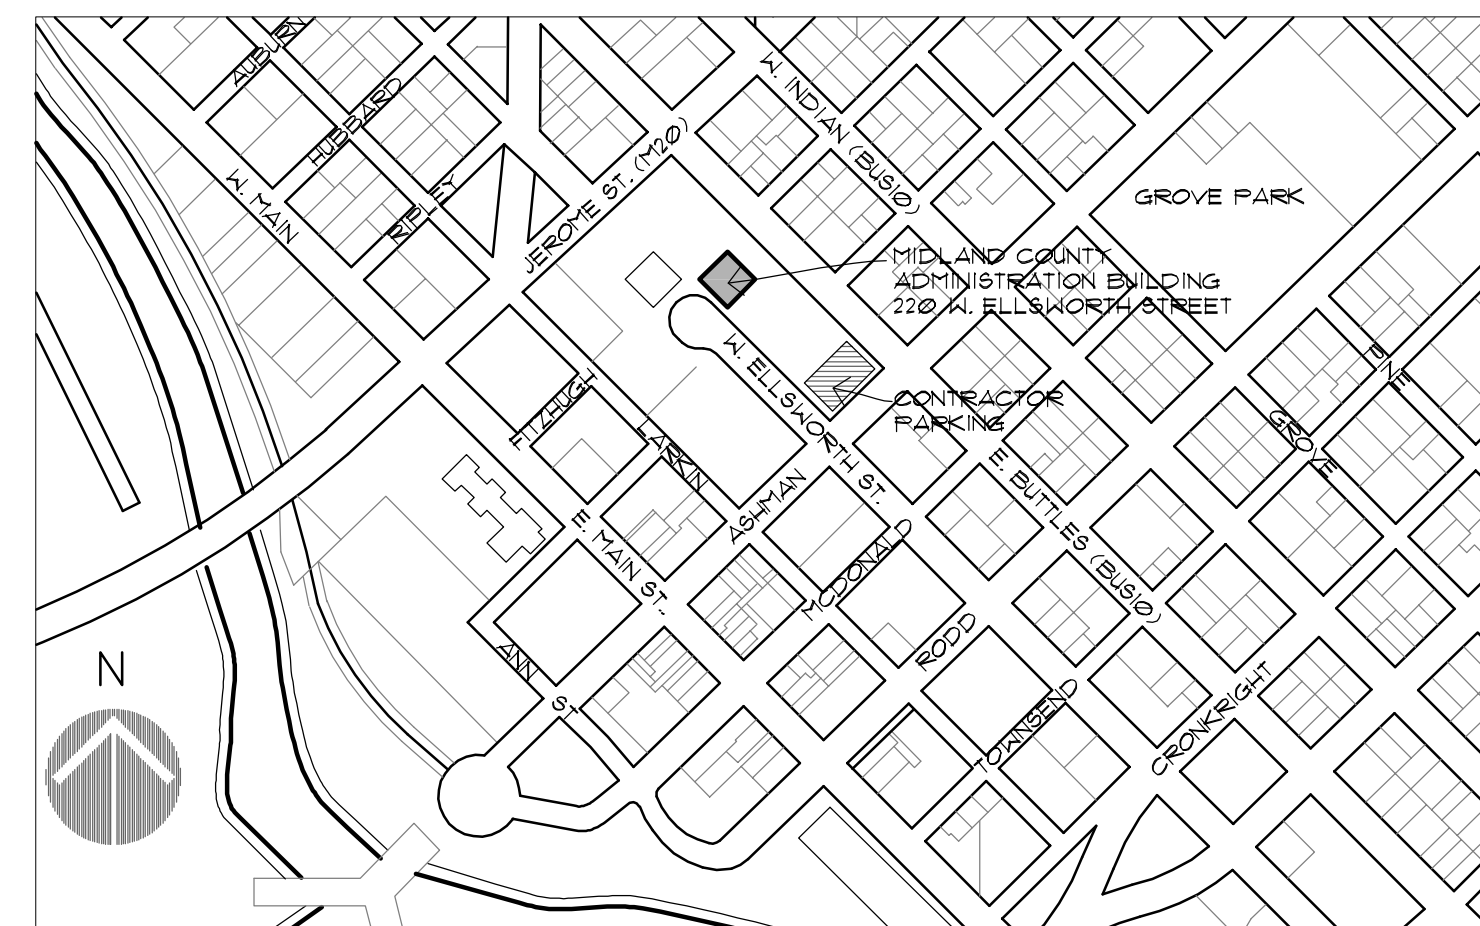 AUBURN
HUBBARD
RIPLEY
W. MAIN
JEROME ST. (M20)
W. INDIAN (BUS10)
GROVE PARK
MIDLAND COUNTY
ADMINISTRATION BUILDING
220 W. ELLSWORTH STREET
W. ELLSWORTH ST.
CONTRACTOR
PARKING
FITZHUGH
LARKIN
ASHMAN
E. MAIN ST.
MCDONALD
E. BUTTLES (BUS10)
GROVE
PINE
RODD
TOWNSEND
CRONKRIGHT
ANN ST
N